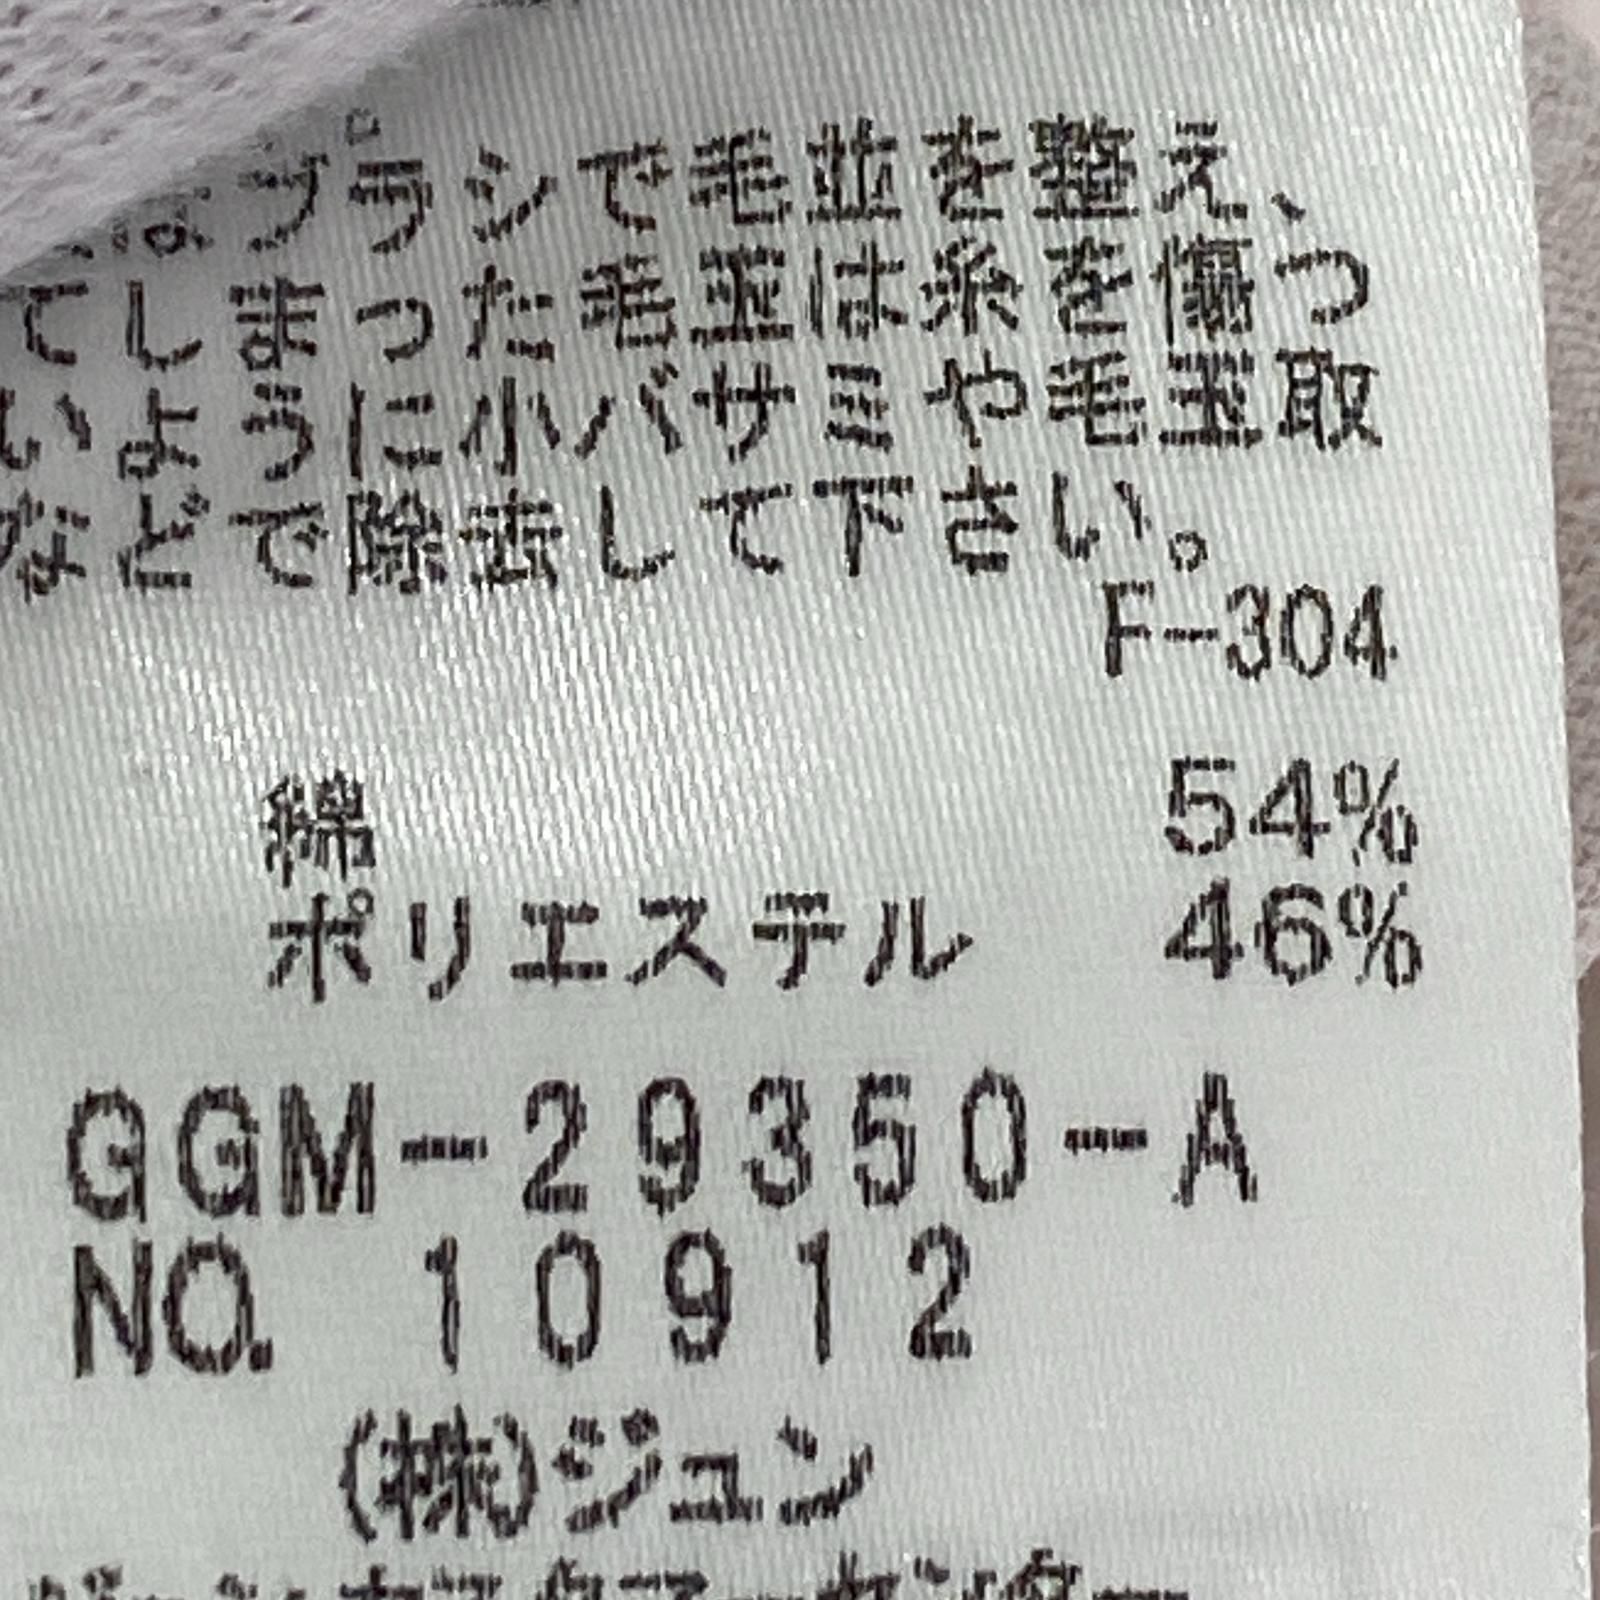 はブラシで毛並を整え、
てしまった毛玉は糸を傷つ
いように小バサミや毛玉取
などで除去して下さい。
F-304
綿 54%
ポリエステル 46%
GGM-29350-A
NO. 10912
(株)ジュン